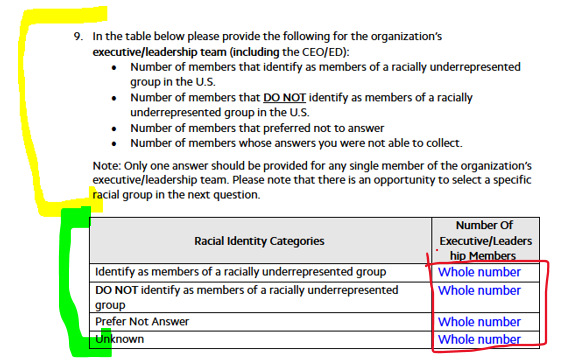 9. In the table below please provide the following for the organization's
executive/leadership team (including the CEO/ED):
• Number of members that identify as members of a racially underrepresented
group in the U.S.
• Number of members that DO NOT identify as members of a racially
underrepresented group in the U.S.
• Number of members that preferred not to answer
• Number of members whose answers you were not able to collect.
Note: Only one answer should be provided for any single member of the organization's
executive/leadership team. Please note that there is an opportunity to select a specific
racial group in the next question.
Racial Identity Categories
Number Of
Executive/Leaders
hip Members
Identify as members of a racially underrepresented group
Whole number
DO NOT identify as members of a racially underrepresented
group
Whole number
Prefer Not Answer
Whole number
Unknown
Whole number